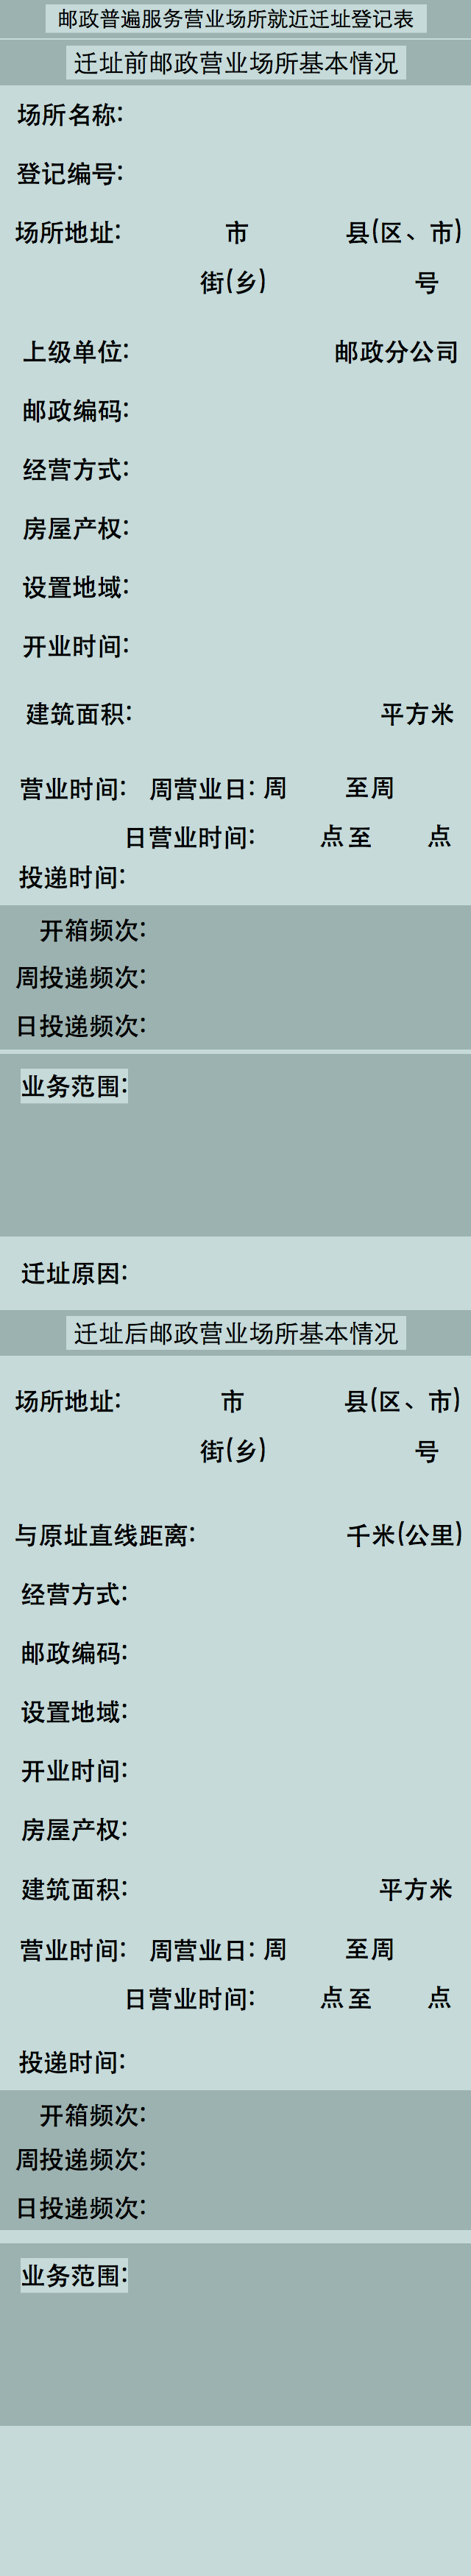 邮政普遍服务营业场所就近迁址登记表
迁址前邮政营业场所基本情况
场所名称:
登记编号:
场所地址: 市 县(区、市)
街(乡) 号
上级单位: 邮政分公司
邮政编码:
经营方式:
房屋产权:
设置地域:
开业时间:
建筑面积: 平方米
营业时间: 周营业日: 周 至周
日营业时间: 点至 点
投递时间:
开箱频次:
周投递频次:
日投递频次:
业务范围:
迁址原因:
迁址后邮政营业场所基本情况
场所地址: 市 县(区、市)
街(乡) 号
与原址直线距离: 千米(公里)
经营方式:
邮政编码:
设置地域:
开业时间:
房屋产权:
建筑面积: 平方米
营业时间: 周营业日: 周 至周
日营业时间: 点至 点
投递时间:
开箱频次:
周投递频次:
日投递频次:
业务范围: